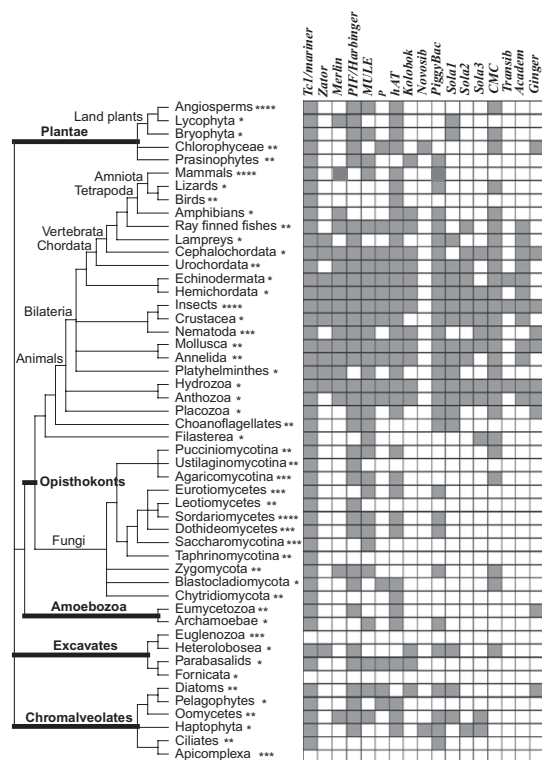 Tc1/mariner
Zator
Merlin
PIF/Harbinger
MULE
P
hAT
Kolobok
Novosib
PiggyBac
Sola1
Sola2
Sola3
CMC
Transib
Academ
Ginger
Land plants
Plantae
Angiosperms ****
Lycophyta *
Bryophyta *
Chlorophyceae **
Prasinophytes **
Amniota
Tetrapoda
Vertebrata
Chordata
Bilateria
Animals
Mammals ****
Lizards *
Birds **
Amphibians *
Ray finned fishes **
Lampreys *
Cephalochordata *
Urochordata **
Echinodermata *
Hemichordata *
Insects ****
Crustacea *
Nematoda ***
Mollusca **
Annelida **
Platyhelminthes *
Hydrozoa *
Anthozoa *
Placozoa *
Choanoflagellates **
Filasterea *
Opisthokonts
Fungi
Pucciniomycotina **
Ustilaginomycotina **
Agaricomycotina ***
Eurotiomycetes ***
Leotiomycetes **
Sordariomycetes ****
Dothideomycetes ***
Saccharomycotina ***
Taphrinomycotina **
Zygomycota **
Blastocladiomycota *
Chytridiomycota **
Amoebozoa
Eumycetozoa **
Archamoebae *
Excavates
Euglenozoa ***
Heterolobosea *
Parabasalids *
Fornicata *
Chromalveolates
Diatoms **
Pelagophytes *
Oomycetes **
Haptophyta *
Ciliates **
Apicomplexa ***